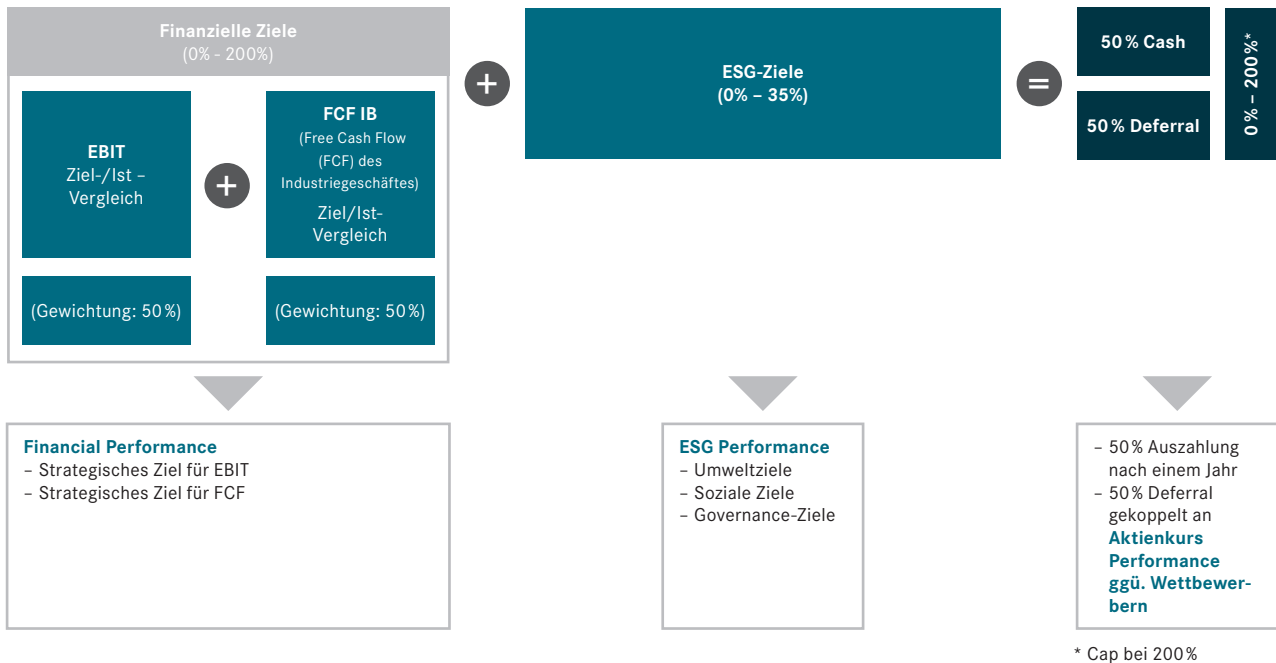 Finanzielle Ziele
(0% - 200%)
EBIT
Ziel-/Ist –
Vergleich
+
FCF IB
(Free Cash Flow
(FCF) des
Industriegeschäftes)
Ziel/Ist-
Vergleich
(Gewichtung: 50%)
(Gewichtung: 50%)
+
ESG-Ziele
(0% – 35%)
=
50% Cash
50% Deferral
0% – 200%*
Financial Performance
– Strategisches Ziel für EBIT
– Strategisches Ziel für FCF
ESG Performance
– Umweltziele
– Soziale Ziele
– Governance-Ziele
– 50% Auszahlung
nach einem Jahr
– 50% Deferral
gekoppelt an
Aktienkurs
Performance
ggü. Wettbewer-
bern
* Cap bei 200%